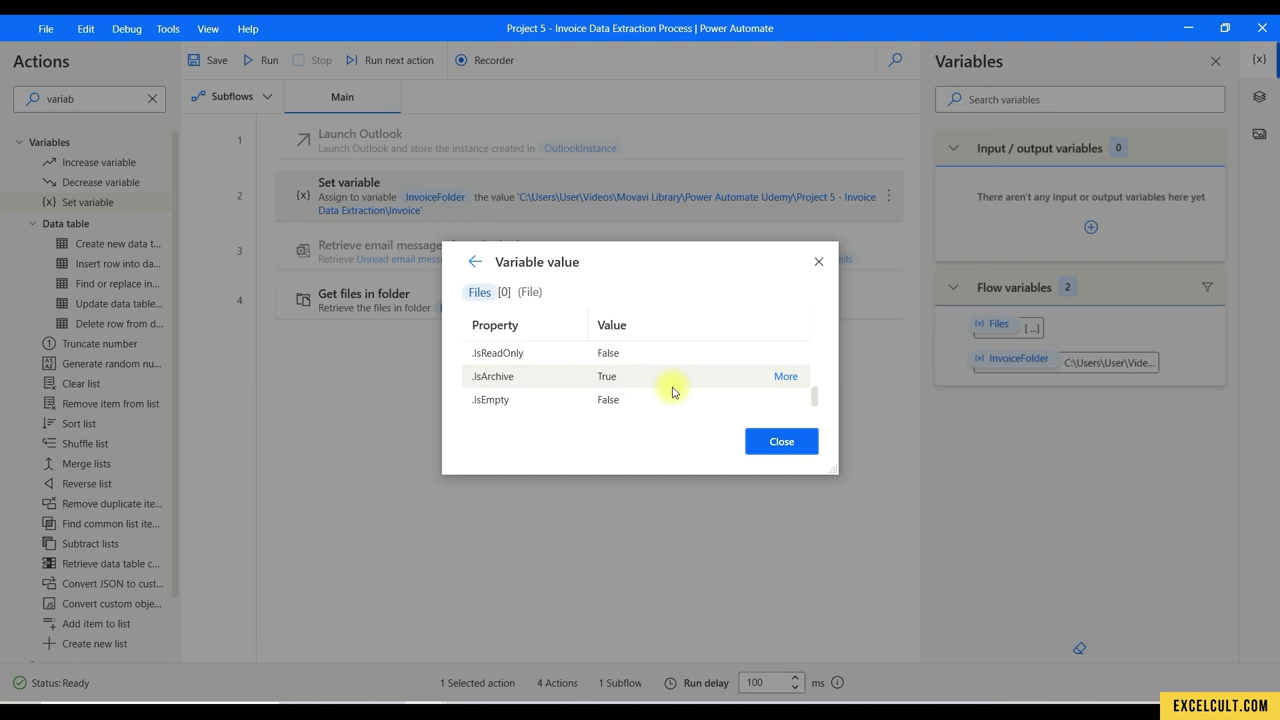 File Edit Debug Tools View Help
Project 5 - Invoice Data Extraction Process | Power Automate
Actions
variab
Variables
Increase variable
Decrease variable
Set variable
Data table
Create new data t...
Insert row into da...
Find or replace in...
Update data table...
Delete row from d...
Truncate number
Generate random nu...
Clear list
Remove item from list
Sort list
Shuffle list
Merge lists
Reverse list
Remove duplicate ite...
Find common list ite...
Subtract lists
Retrieve data table c...
Convert JSON to cust...
Convert custom obje...
Add item to list
Create new list
Save Run Stop Run next action Recorder
Subflows Main
1
Launch Outlook
Launch Outlook and store the instance created in OutlookInstance
2
Set variable
{x} Assign to variable InvoiceFolder the value 'C:\Users\User\Videos\Movavi Library\Power Automate Udemy\Project 5 - Invoice
Data Extraction\Invoice'
3
Retrieve email message
Retrieve Unread email
4
Get files in folder
Retrieve the files in folder
Variable value
Files [0] (File)
Property Value
.IsReadOnly False
.IsArchive True More
.IsEmpty False
Close
Variables
Search variables
Input / output variables 0
There aren't any input or output variables here yet
Flow variables 2
{x} Files [ ...]
{x} InvoiceFolder C:\Users\User\Vide...
{x}
Status: Ready 1 Selected action 4 Actions 1 Subflow Run delay 100 ms
EXCELCULT.COM